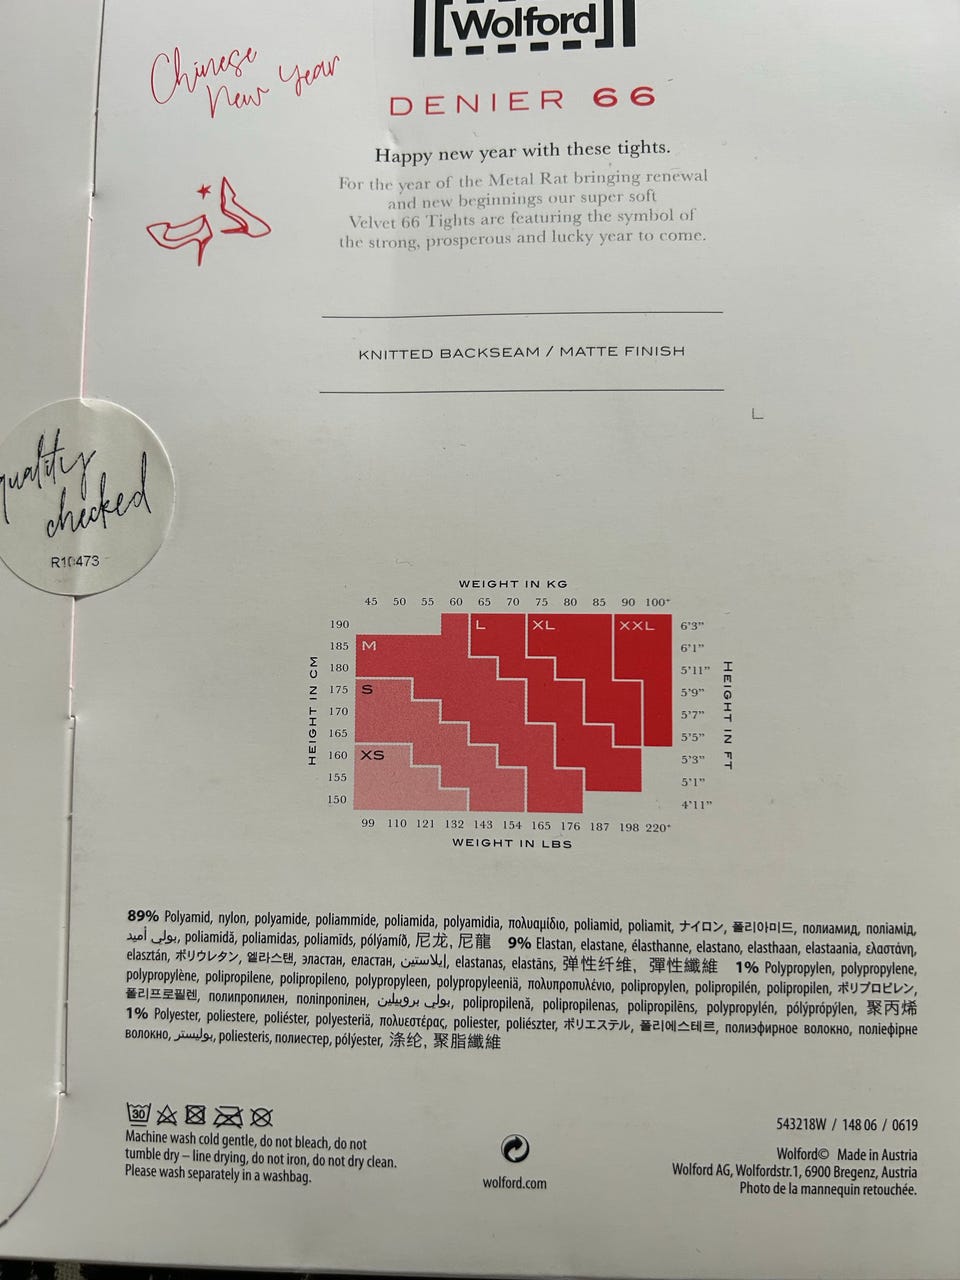 Wolford
Chinese
New Year
DENIER 66
Happy new year with these tights.
For the year of the Metal Rat bringing renewal
and new beginnings our super soft
Velvet 66 Tights are featuring the symbol of
the strong, prosperous and lucky year to come.
KNITTED BACKSEAM / MATTE FINISH
L
quality
checked
R10473
WEIGHT IN KG
45 50 55 60 65 70 75 80 85 90 100+
190 L XL XXL 6'3"
185 M 6'1"
180 5'11"
175 S 5'9"
170 5'7"
165 5'5"
160 XS 5'3"
155 5'1"
150 4'11"
HEIGHT IN CM
HEIGHT IN FT
99 110 121 132 143 154 165 176 187 198 220+
WEIGHT IN LBS
89% Polyamid, nylon, polyamide, poliammide, poliamida, polyamidia, πολυαμίδιο, poliamid, poliamit, ナイロン, 폴리아미드, полиамид, поліамід,
بولي أميد, poliamidă, poliamidas, poliamīds, pólýamíð, 尼龙, 尼龍 9% Elastan, elastane, élasthanne, elastano, elasthaan, elastaania, ελαστάνη,
elasztán, ポリウレタン, 엘라스탠, эластан, еластан, إيلاستين, elastanas, elastāns, 弹性纤维, 彈性纖維 1% Polypropylen, polypropylene,
polypropylène, polipropilene, polipropileno, polypropyleen, polypropyleeniä, πολυπροπυλένιο, polipropylen, polipropilén, polipropilen, ポリプロピレン,
폴리프로필렌, полипропилен, поліпропінен, بولي بروبيلين, polipropilenă, polipropilenas, polipropilēns, polypropylén, pólýprópýlen, 聚丙烯
1% Polyester, poliestere, poliéster, polyesteriä, πολυεστέρας, poliester, poliészter, ポリエステル, 폴리에스테르, полиэфирное волокно, поліефірне
волокно, بوليستر, poliesteris, полиестер, pólýester, 涤纶, 聚脂纖維
30
Machine wash cold gentle, do not bleach, do not
tumble dry – line drying, do not iron, do not dry clean.
Please wash separately in a washbag.
wolford.com
543218W / 148 06 / 0619
Wolford© Made in Austria
Wolford AG, Wolfordstr.1, 6900 Bregenz, Austria
Photo de la mannequin retouchée.